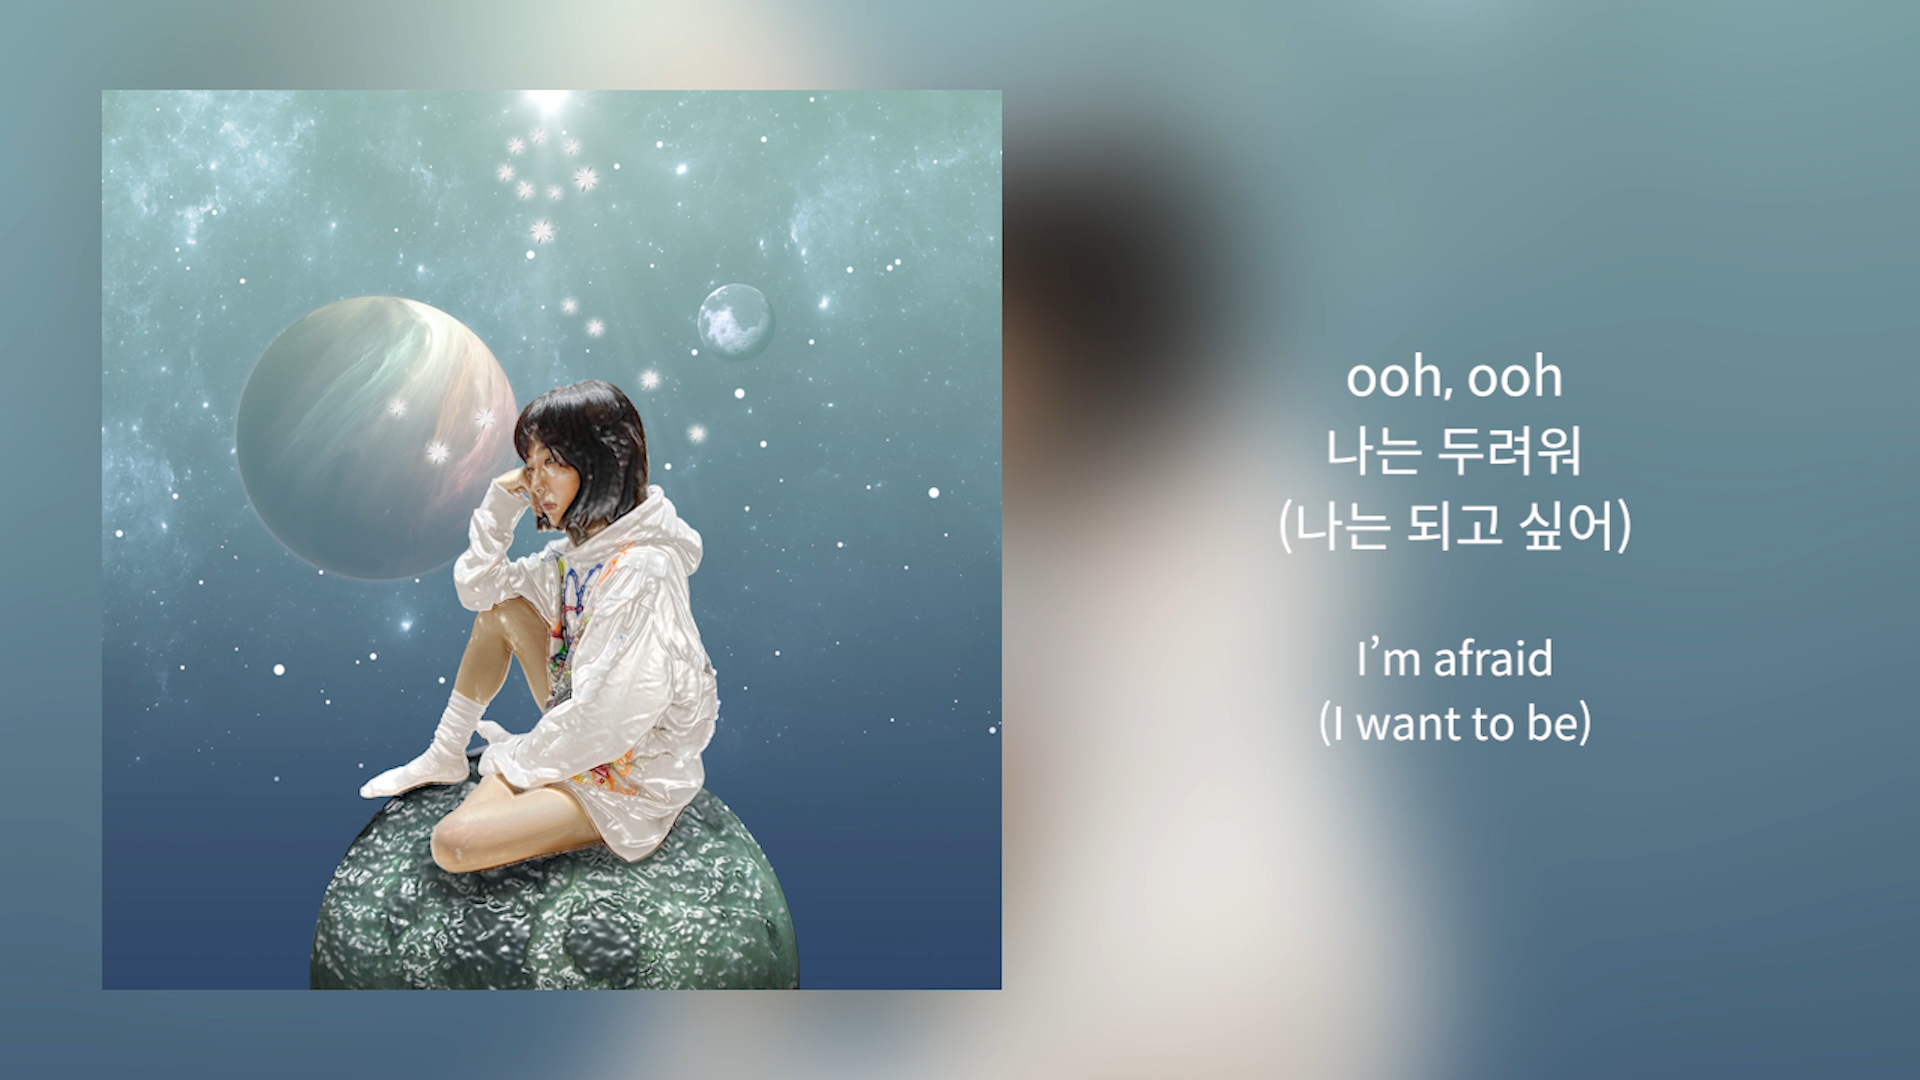 ooh, ooh
나는 두려워
(나는 되고 싶어)
I’m afraid
(I want to be)